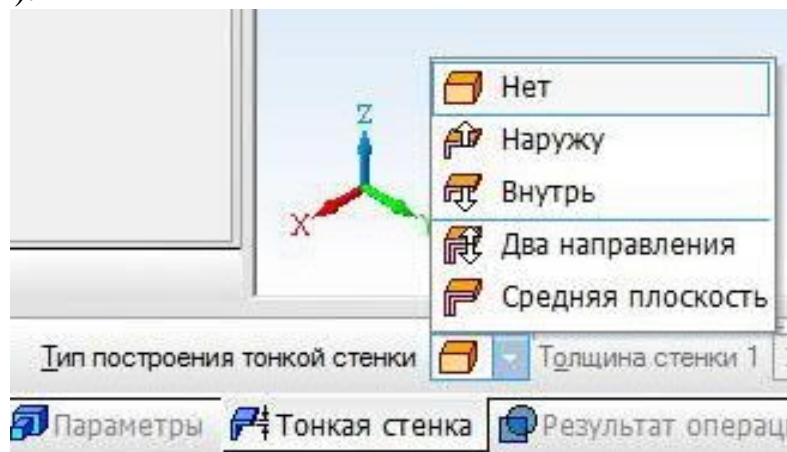 ).
Нет
Наружу
Z
Внутрь
X
Два направления
Средняя плоскость
Тип построения тонкой стенки Толщина стенки 1
Параметры Тонкая стенка Результат операц